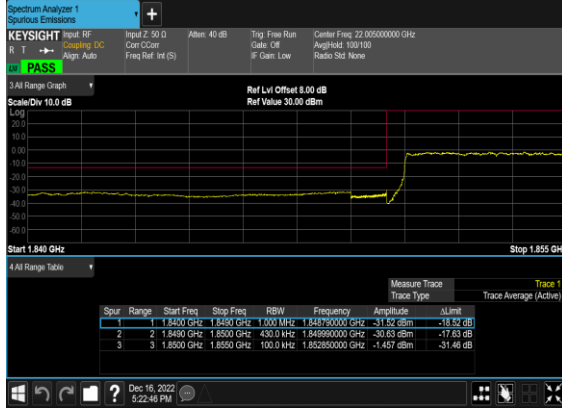 Spectrum Analyzer 1
Spurious Emissions
+
KEYSIGHT Input: RF Input Z: 50 Ω Atten: 40 dB Trig: Free Run Center Freq: 22.005000000 GHz
R T Coupling: DC Corr CCorr Gate: Off Avg|Hold: 100/100
Align: Auto Freq Ref: Int (S) IF Gain: Low Radio Std: None
PASS
3 All Range Graph
Ref Lvl Offset 8.00 dB
Scale/Div 10.0 dB Ref Value 30.00 dBm
Log
20.0
10.0
0.00
-10.0
-20.0
-30.0
-40.0
-50.0
-60.0
Start 1.840 GHz Stop 1.855 GH
4 All Range Table
Measure Trace Trace 1
Trace Type Trace Average (Active)
Spur Range Start Freq Stop Freq RBW Frequency Amplitude ΔLimit
1 1 1.8400 GHz 1.8490 GHz 1.000 MHz 1.848790000 GHz -31.52 dBm -18.52 dB
2 2 1.8490 GHz 1.8500 GHz 430.0 kHz 1.849990000 GHz -30.63 dBm -17.63 dB
3 3 1.8500 GHz 1.8550 GHz 100.0 kHz 1.852850000 GHz -1.457 dBm -31.46 dB
?
Dec 16, 2022
5:22:46 PM